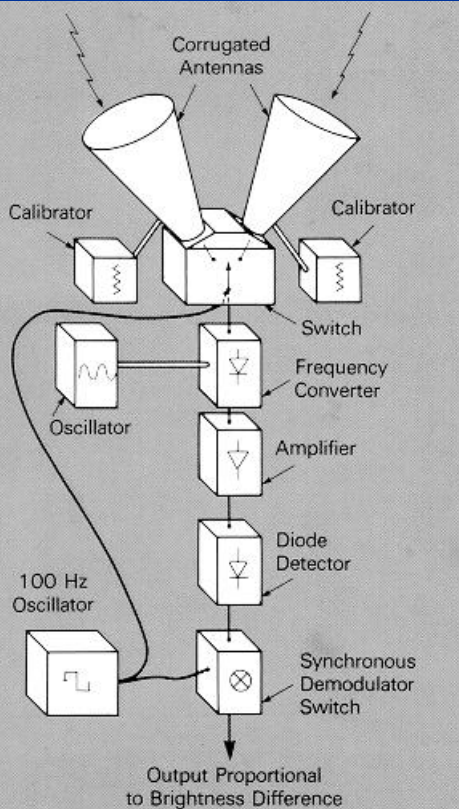 Corrugated
Antennas
Calibrator
Calibrator
Switch
Frequency
Converter
Oscillator
Amplifier
Diode
Detector
100 Hz
Oscillator
Synchronous
Demodulator
Switch
Output Proportional
to Brightness Difference